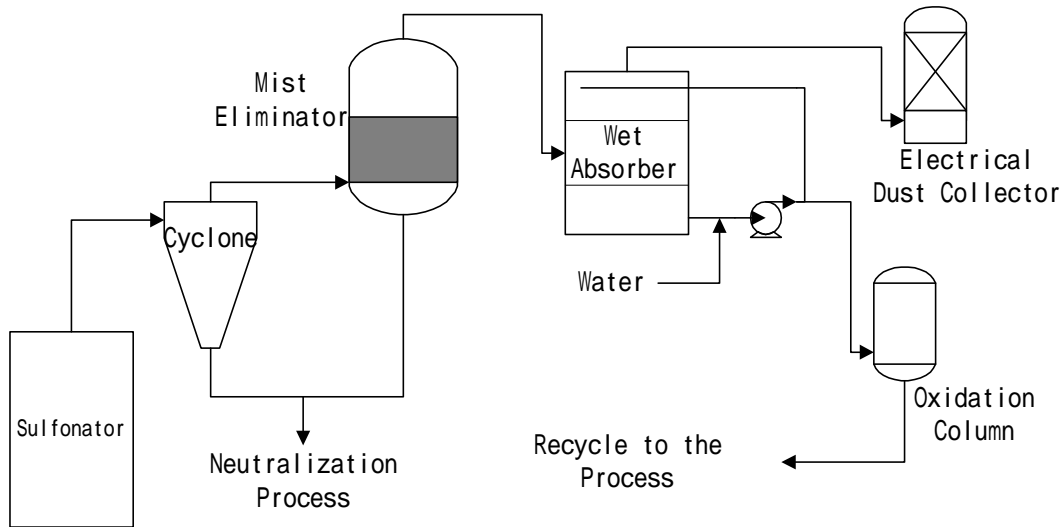 Mist
Eliminator
Wet
Absorber
Electrical
Dust Collector
Cyclone
Water
Sulfonator
Oxidation
Column
Neutralization
Process
Recycle to the
Process